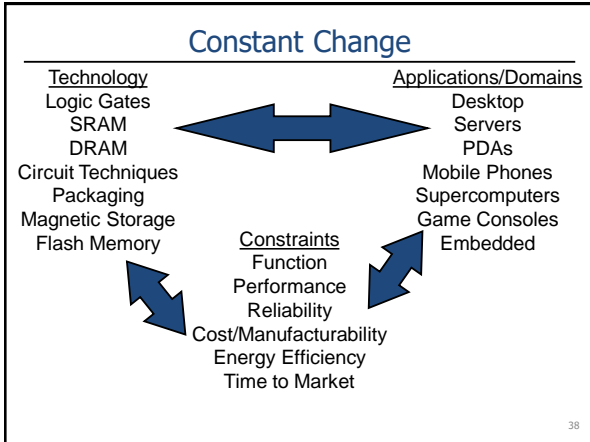 Constant Change
Technology
Logic Gates
SRAM
DRAM
Circuit Techniques
Packaging
Magnetic Storage
Flash Memory
Applications/Domains
Desktop
Servers
PDAs
Mobile Phones
Supercomputers
Game Consoles
Embedded
Constraints
Function
Performance
Reliability
Cost/Manufacturability
Energy Efficiency
Time to Market
38